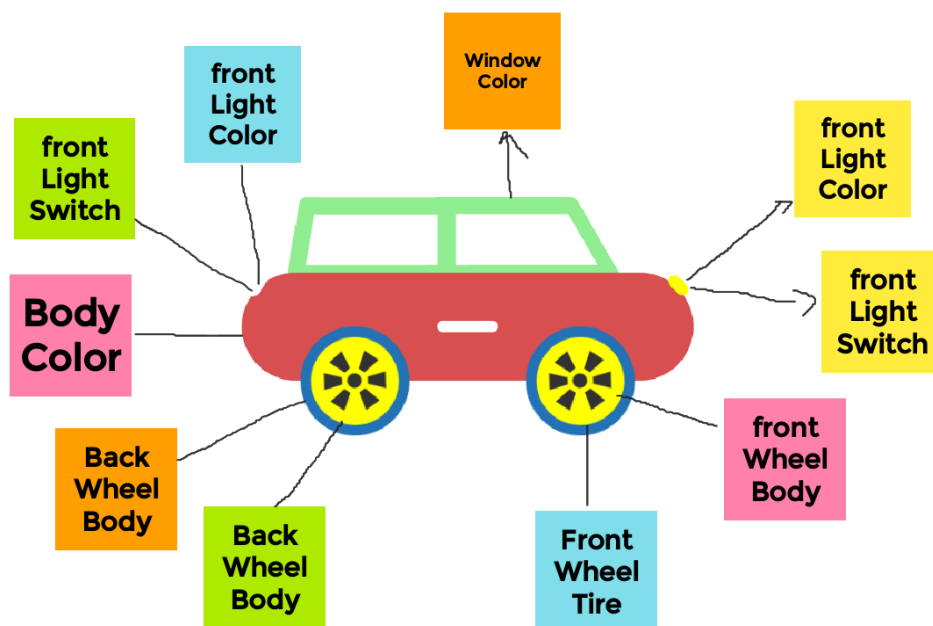 Window
Color
front
Light
Color
front
Light
Switch
front
Light
Color
front
Light
Switch
Body
Color
Back
Wheel
Body
Back
Wheel
Body
Front
Wheel
Tire
front
Wheel
Body